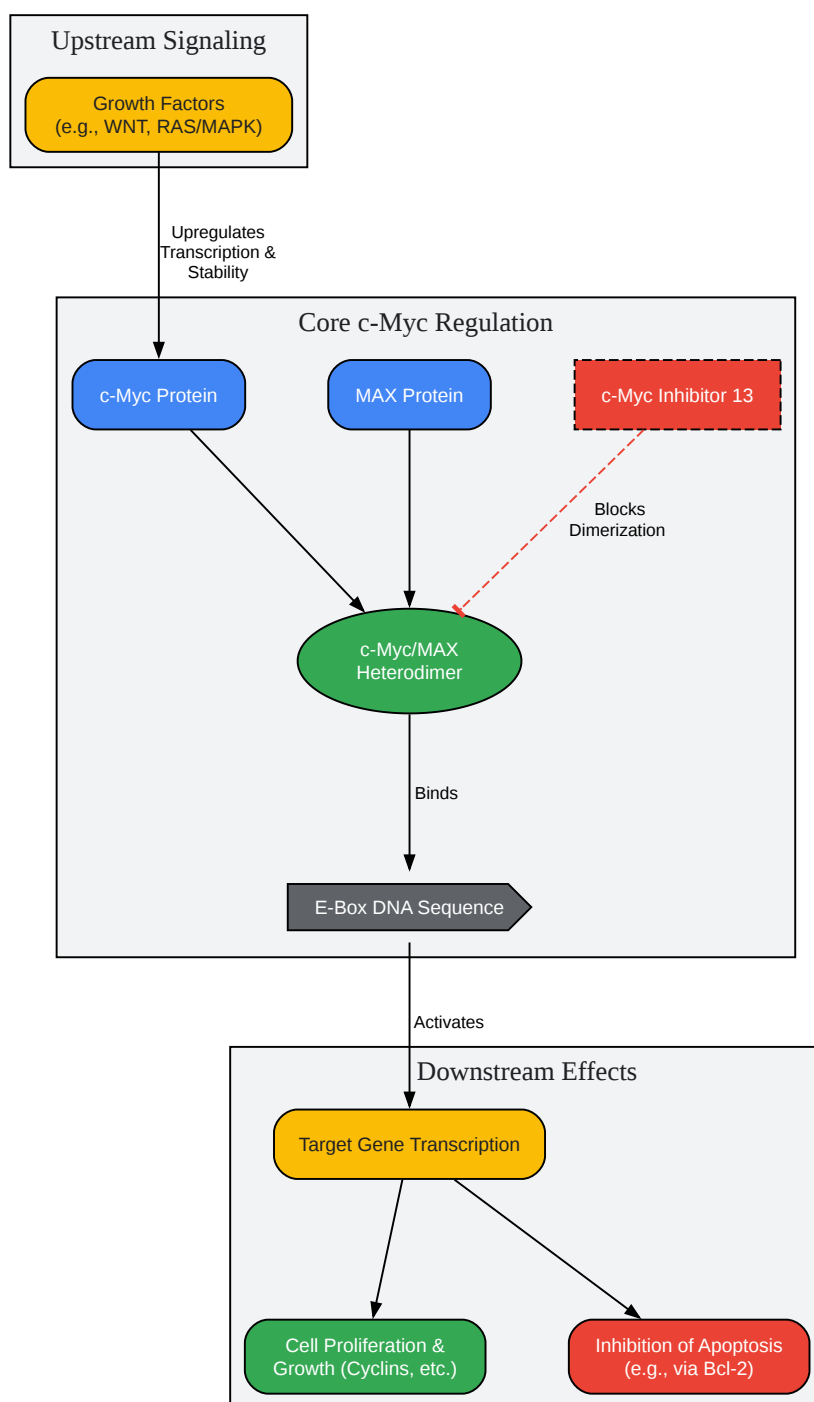 Upstream Signaling
Growth Factors
(e.g., WNT, RAS/MAPK)
Upregulates
Transcription &
Stability
Core c-Myc Regulation
c-Myc Protein
MAX Protein
c-Myc Inhibitor 13
Blocks
Dimerization
c-Myc/MAX
Heterodimer
Binds
E-Box DNA Sequence
Activates
Downstream Effects
Target Gene Transcription
Cell Proliferation &
Growth (Cyclins, etc.)
Inhibition of Apoptosis
(e.g., via Bcl-2)